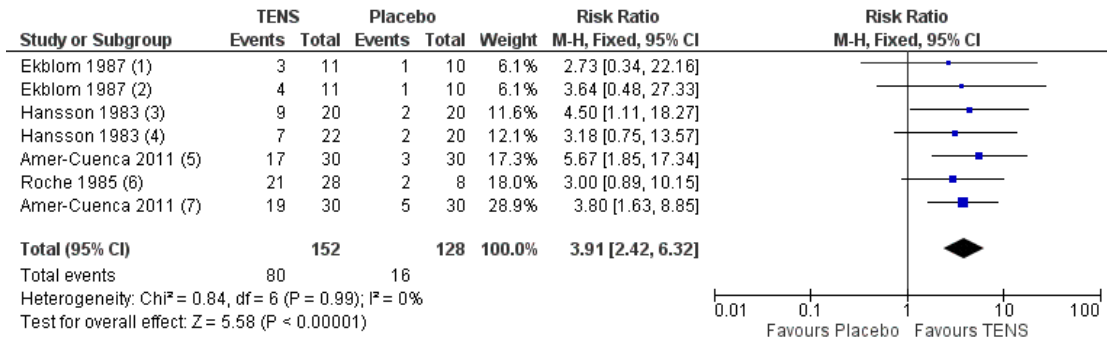 TENS Placebo Risk Ratio Risk Ratio
Study or Subgroup Events Total Events Total Weight M-H, Fixed, 95% CI M-H, Fixed, 95% CI
Ekblom 1987 (1) 3 11 1 10 6.1% 2.73 [0.34, 22.16]
Ekblom 1987 (2) 4 11 1 10 6.1% 3.64 [0.48, 27.33]
Hansson 1983 (3) 9 20 2 20 11.6% 4.50 [1.11, 18.27]
Hansson 1983 (4) 7 22 2 20 12.1% 3.18 [0.75, 13.57]
Amer-Cuenca 2011 (5) 17 30 3 30 17.3% 5.67 [1.85, 17.34]
Roche 1985 (6) 21 28 2 8 18.0% 3.00 [0.89, 10.15]
Amer-Cuenca 2011 (7) 19 30 5 30 28.9% 3.80 [1.63, 8.85]
Total (95% CI) 152 128 100.0% 3.91 [2.42, 6.32]
Total events 80 16
Heterogeneity: Chi² = 0.84, df = 6 (P = 0.99); I² = 0%
Test for overall effect: Z = 5.58 (P < 0.00001)
0.01 0.1 1 10 100
Favours Placebo Favours TENS